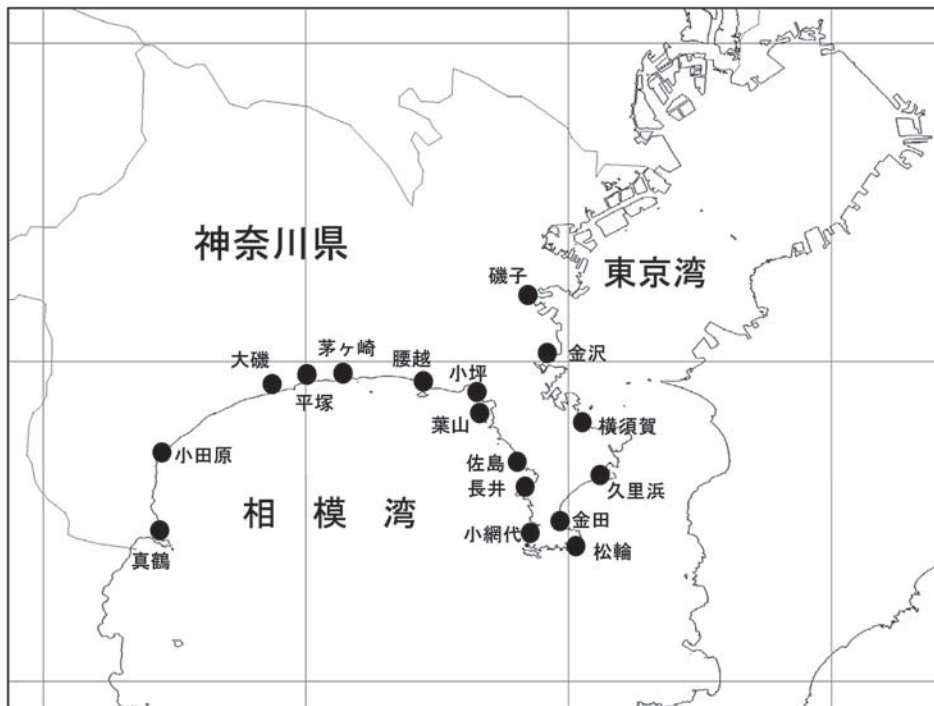 神奈川県
東京湾
磯子
金沢
茅ヶ崎
大磯
腰越
小坪
平塚
葉山
横須賀
小田原
佐島
久里浜
長井
相模湾
金田
小網代
松輪
真鶴